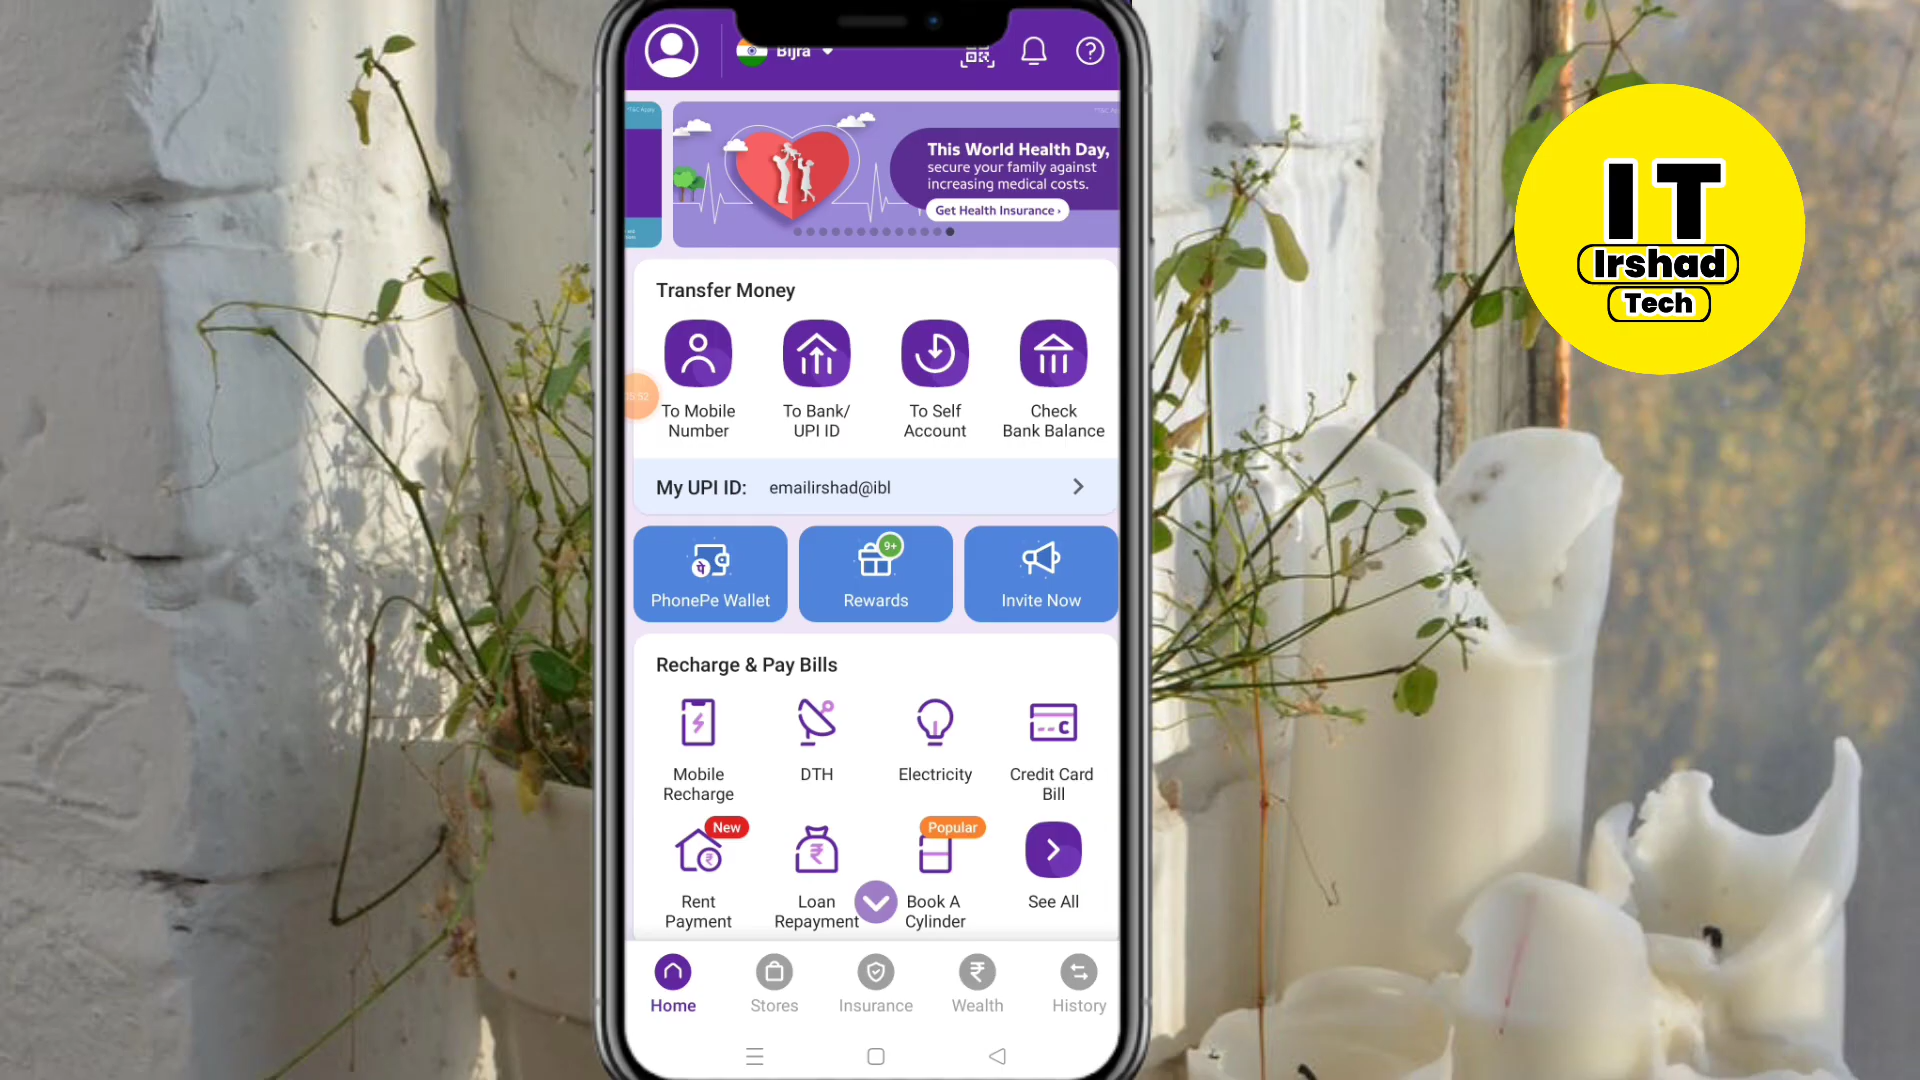 Bijra
This World Health Day,
secure your family against
increasing medical costs.
Get Health Insurance ›
Transfer Money
To Mobile
Number
To Bank/
UPI ID
To Self
Account
Check
Bank Balance
My UPI ID: emailirshad@ibl
पे
PhonePe Wallet
9+
Rewards
Invite Now
Recharge & Pay Bills
Mobile
Recharge
DTH
Electricity
C
Credit Card
Bill
New
₹
Rent
Payment
₹
Loan
Repayment
Popular
Book A
Cylinder
See All
Home
Stores
Insurance
₹
Wealth
History
IT
Irshad
Tech